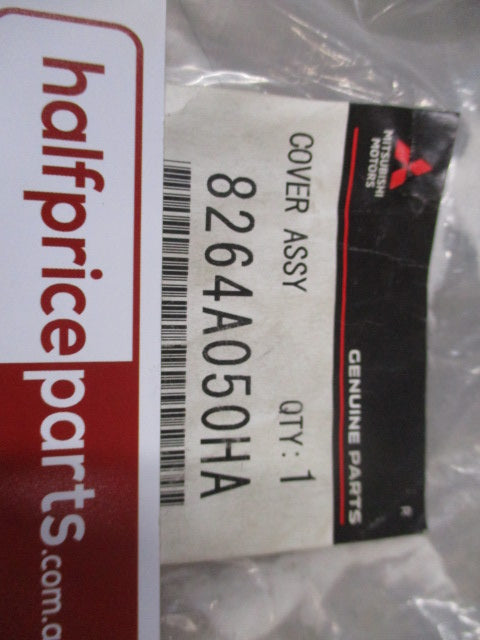 MITSUBISHI
MOTORS
GENUINE PARTS
R
COVER ASSY QTY: 1
8264A050HA
halfpriceparts.com.a